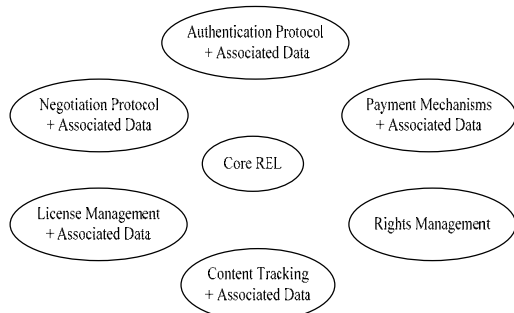 Authentication Protocol
+ Associated Data
Negotiation Protocol
+ Associated Data
Payment Mechanisms
+ Associated Data
Core REL
License Management
+ Associated Data
Rights Management
Content Tracking
+ Associated Data